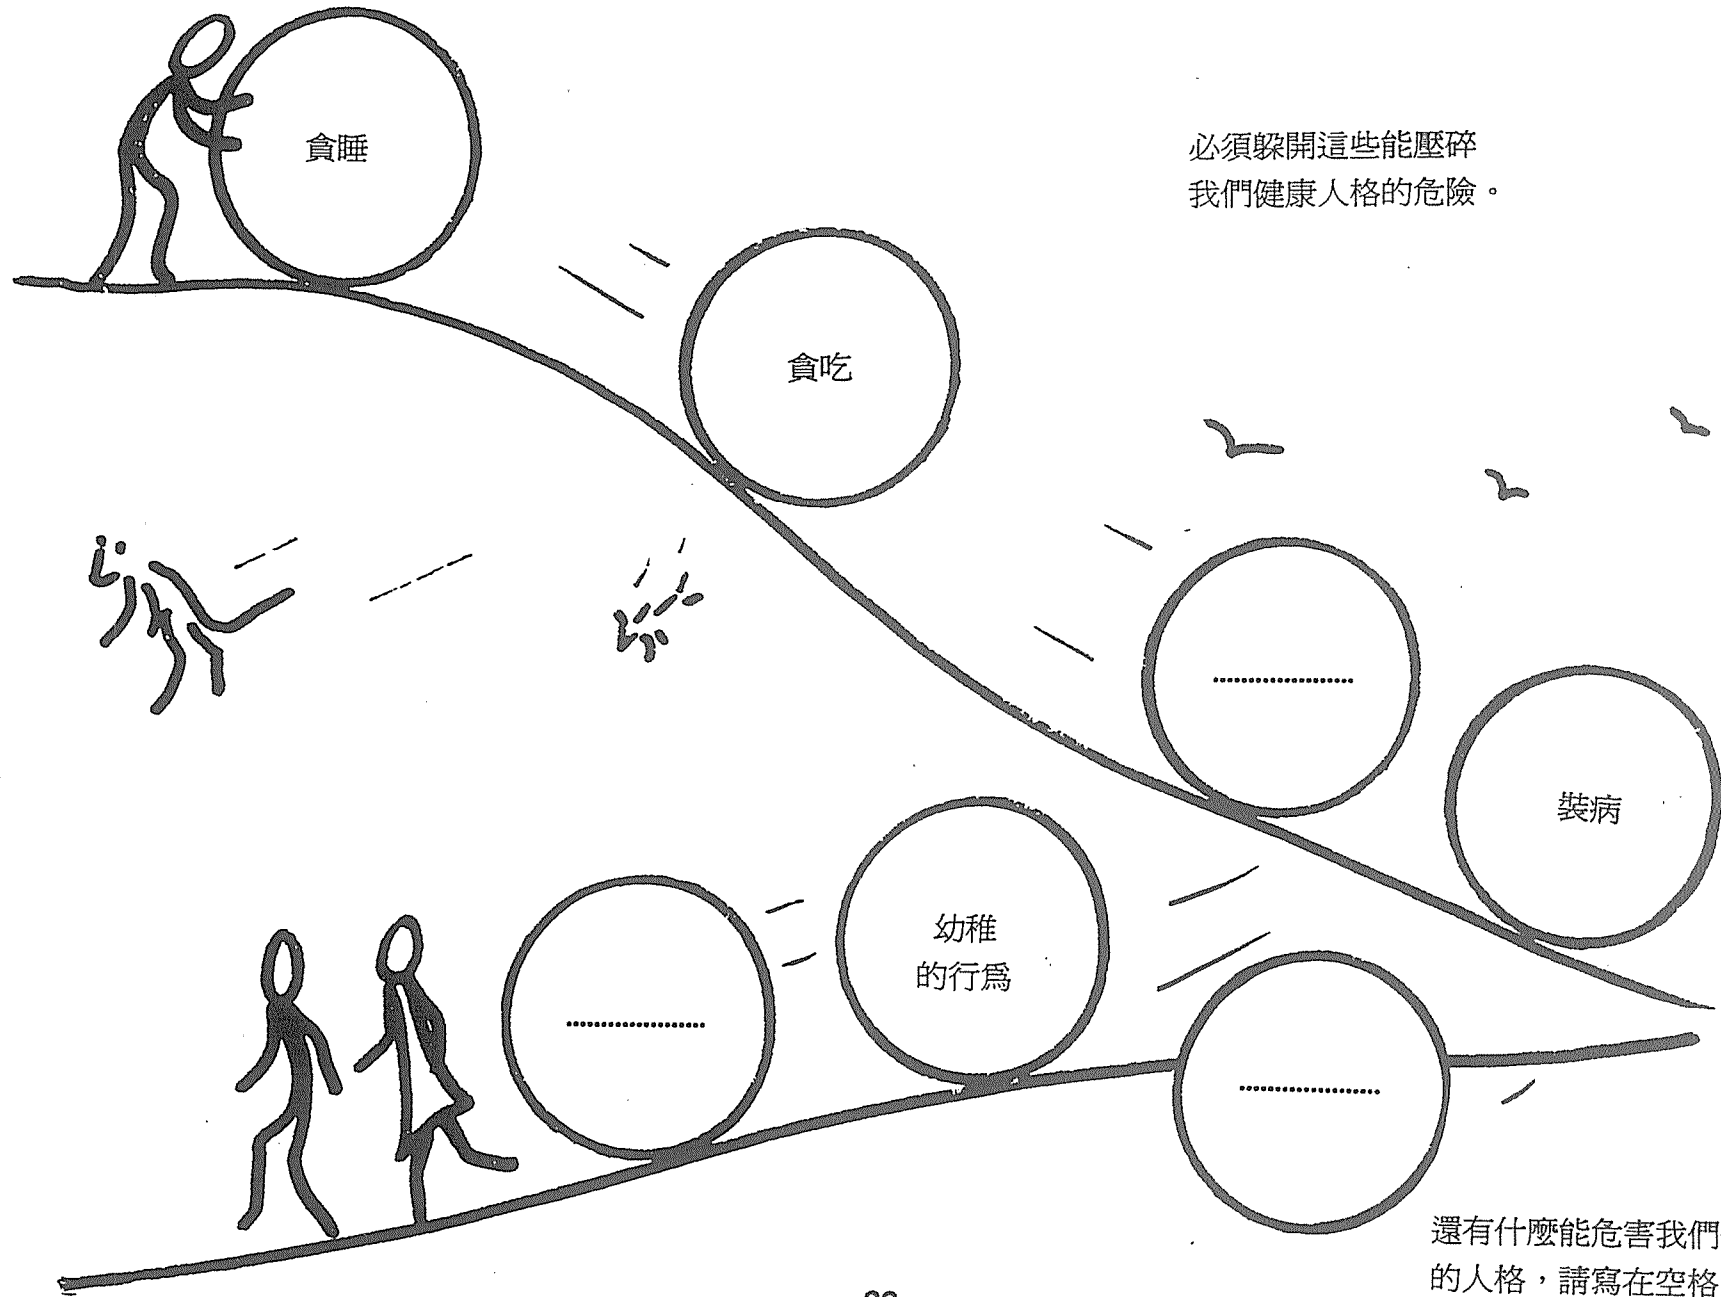 貪睡
必須躲開這些能壓碎
我們健康人格的危險。
貪吃
裝病
幼稚
的行爲
還有什麼能危害我們
的人格，請寫在空格